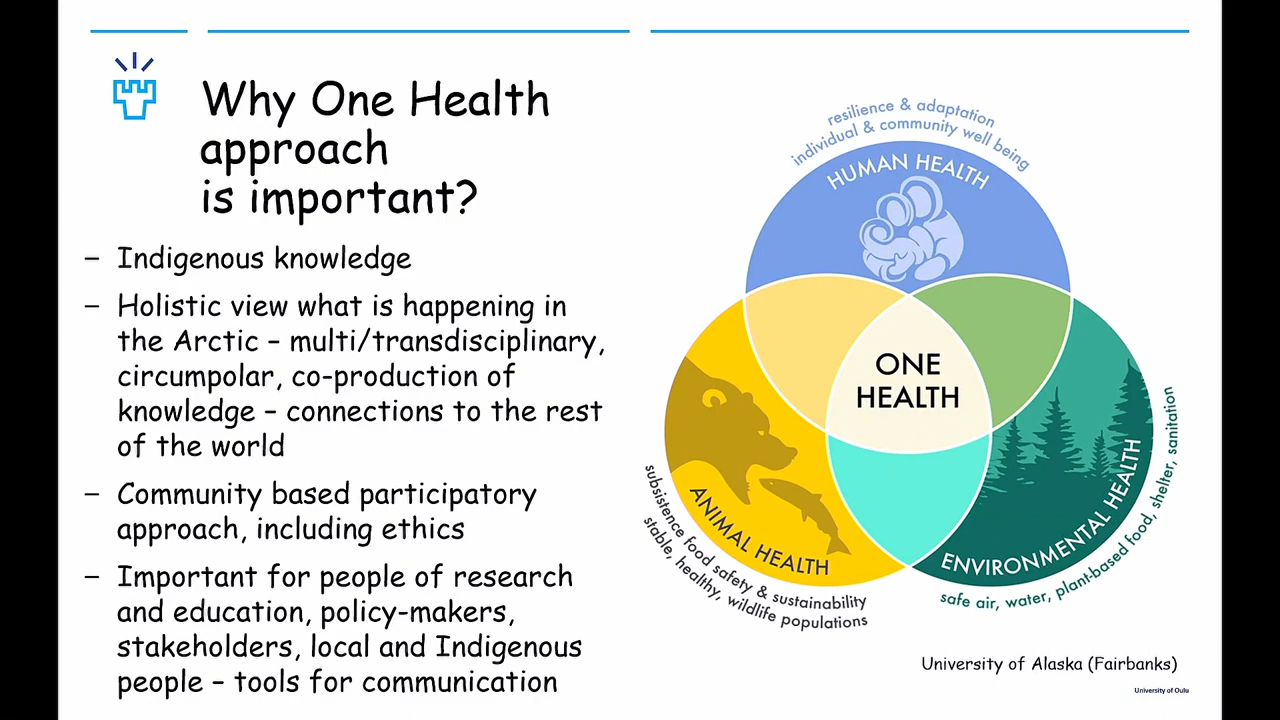 Why One Health
approach
is important?
– Indigenous knowledge
– Holistic view what is happening in
the Arctic – multi/transdisciplinary,
circumpolar, co-production of
knowledge – connections to the rest
of the world
– Community based participatory
approach, including ethics
– Important for people of research
and education, policy-makers,
stakeholders, local and Indigenous
people – tools for communication
resilience & adaptation
individual & community well being
HUMAN HEALTH
ONE
HEALTH
ANIMAL HEALTH
subsistence food safety & sustainability
stable, healthy, wildlife populations
ENVIRONMENTAL HEALTH
safe air, water, plant-based food, shelter, sanitation
University of Alaska (Fairbanks)
University of Oulu